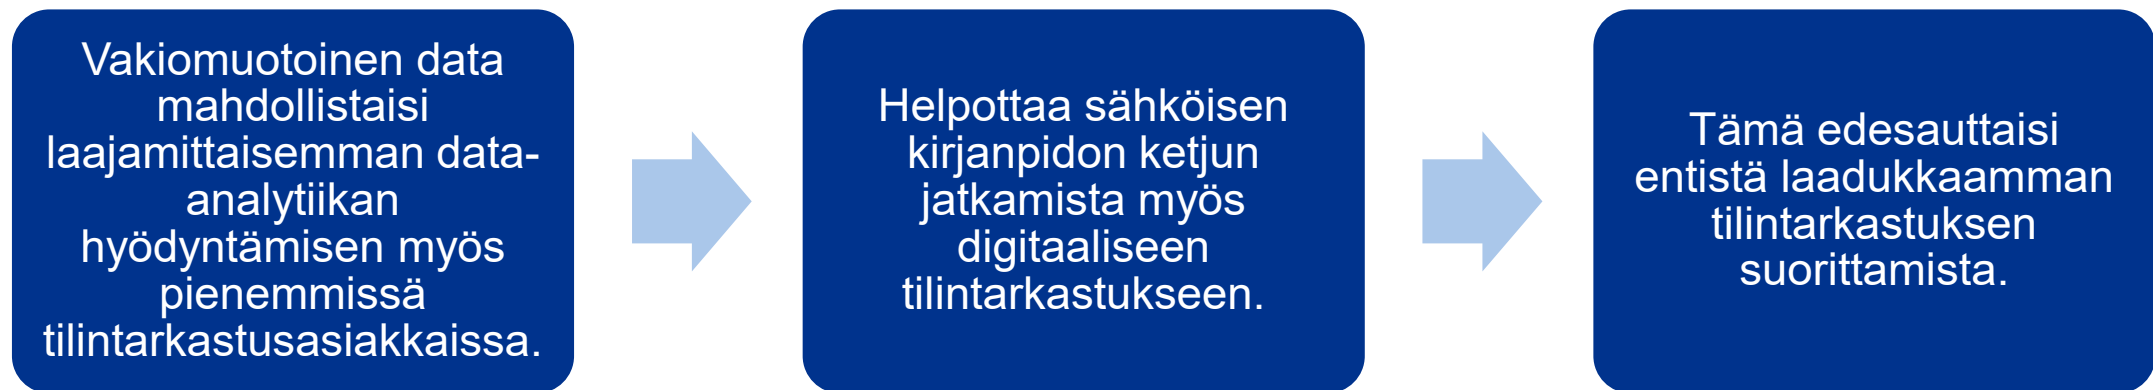 Vakiomuotoinen data
mahdollistaisi
laajamittaisemman data-
analytiikan
hyödyntämisen myös
pienemmissä
tilintarkastusasiakkaissa.
Helpottaa sähköisen
kirjanpidon ketjun
jatkamista myös
digitaaliseen
tilintarkastukseen.
Tämä edesauttaisi
entistä laadukkaamman
tilintarkastuksen
suorittamista.